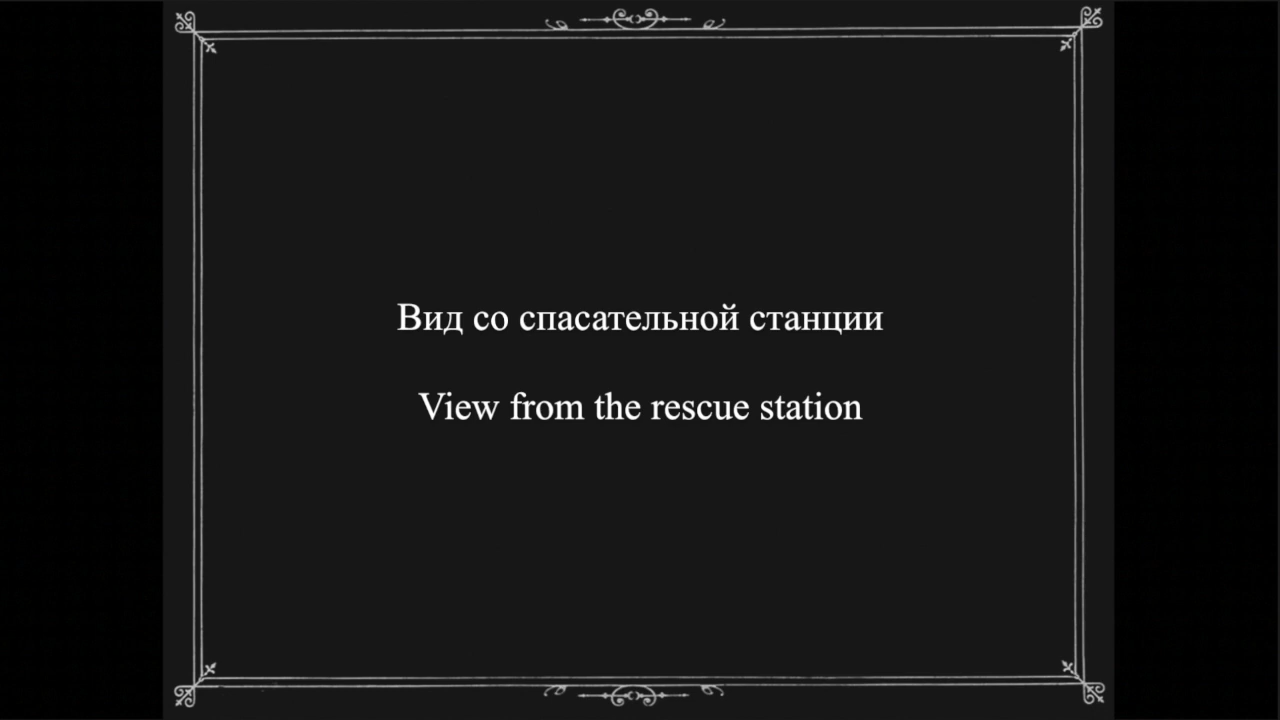 Вид со спасательной станции
View from the rescue station